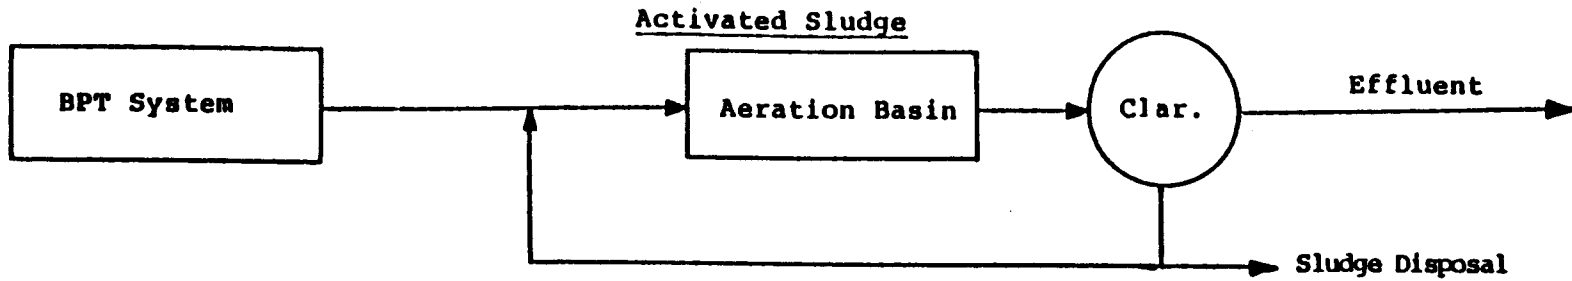 Activated Sludge
BPT System
Aeration Basin
Clar.
Effluent
Sludge Disposal